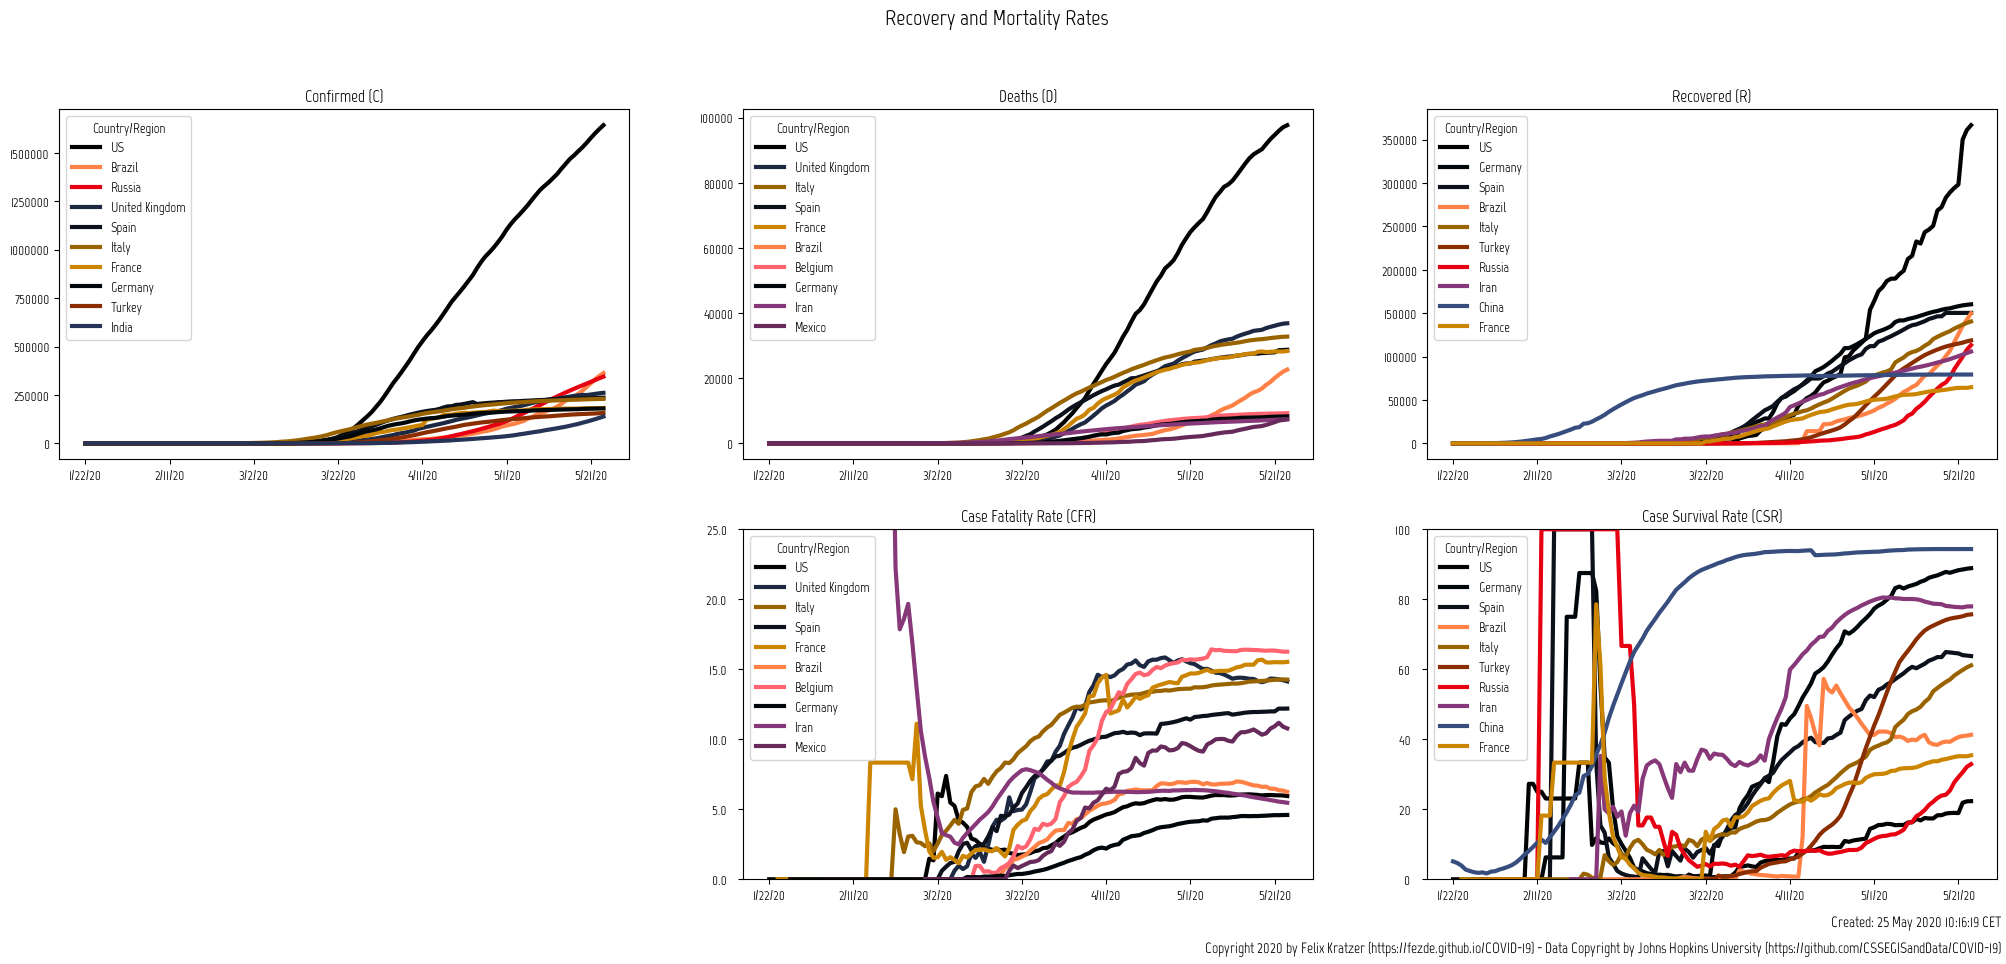 Recovery and Mortality Rates
Confirmed (C)
Country/Region
US
Brazil
Russia
United Kingdom
Spain
Italy
France
Germany
Turkey
India
1500000
1250000
1000000
750000
500000
250000
0
1/22/20 2/11/20 3/2/20 3/22/20 4/11/20 5/1/20 5/21/20
Deaths (D)
Country/Region
US
United Kingdom
Italy
Spain
France
Brazil
Belgium
Germany
Iran
Mexico
100000
80000
60000
40000
20000
0
1/22/20 2/11/20 3/2/20 3/22/20 4/11/20 5/1/20 5/21/20
Recovered (R)
Country/Region
US
Germany
Spain
Brazil
Italy
Turkey
Russia
Iran
China
France
350000
300000
250000
200000
150000
100000
50000
0
1/22/20 2/11/20 3/2/20 3/22/20 4/11/20 5/1/20 5/21/20
Case Fatality Rate (CFR)
Country/Region
US
United Kingdom
Italy
Spain
France
Brazil
Belgium
Germany
Iran
Mexico
25.0
20.0
15.0
10.0
5.0
0.0
1/22/20 2/11/20 3/2/20 3/22/20 4/11/20 5/1/20 5/21/20
Case Survival Rate (CSR)
Country/Region
US
Germany
Spain
Brazil
Italy
Turkey
Russia
Iran
China
France
100
80
60
40
20
0
1/22/20 2/11/20 3/2/20 3/22/20 4/11/20 5/1/20 5/21/20
Created: 25 May 2020 10:16:19 CET
Copyright 2020 by Felix Kratzer (https://fezde.github.io/COVID-19) - Data Copyright by Johns Hopkins University (https://github.com/CSSEGISandData/COVID-19)